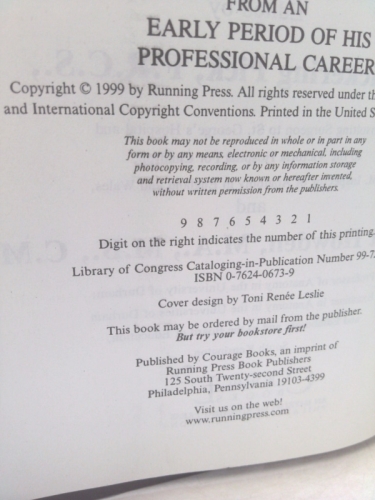 FROM AN
EARLY PERIOD OF HIS
PROFESSIONAL CAREER
Copyright © 1999 by Running Press. All rights reserved under
and International Copyright Conventions. Printed in the United
This book may not be reproduced in whole or in part in any
form or by any means, electronic or mechanical, including
photocopying, recording, or by any information storage
and retrieval system now known or hereafter invented,
without written permission from the publishers.
9 8 7 6 5 4 3 2 1
Digit on the right indicates the number of this printing.
Library of Congress Cataloging-in-Publication Number 99-7
ISBN 0-7624-0673-9
Cover design by Toni Renée Leslie
This book may be ordered by mail from the publisher.
But try your bookstore first!
Published by Courage Books, an imprint of
Running Press Book Publishers
125 South Twenty-second Street
Philadelphia, Pennsylvania 19103-4399
Visit us on the web!
www.runningpress.com